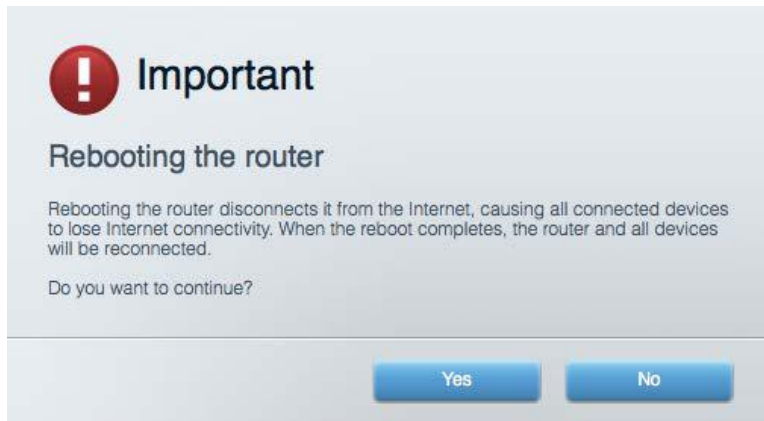 Important
Rebooting the router
Rebooting the router disconnects it from the Internet, causing all connected devices
to lose Internet connectivity. When the reboot completes, the router and all devices
will be reconnected.
Do you want to continue?
Yes No